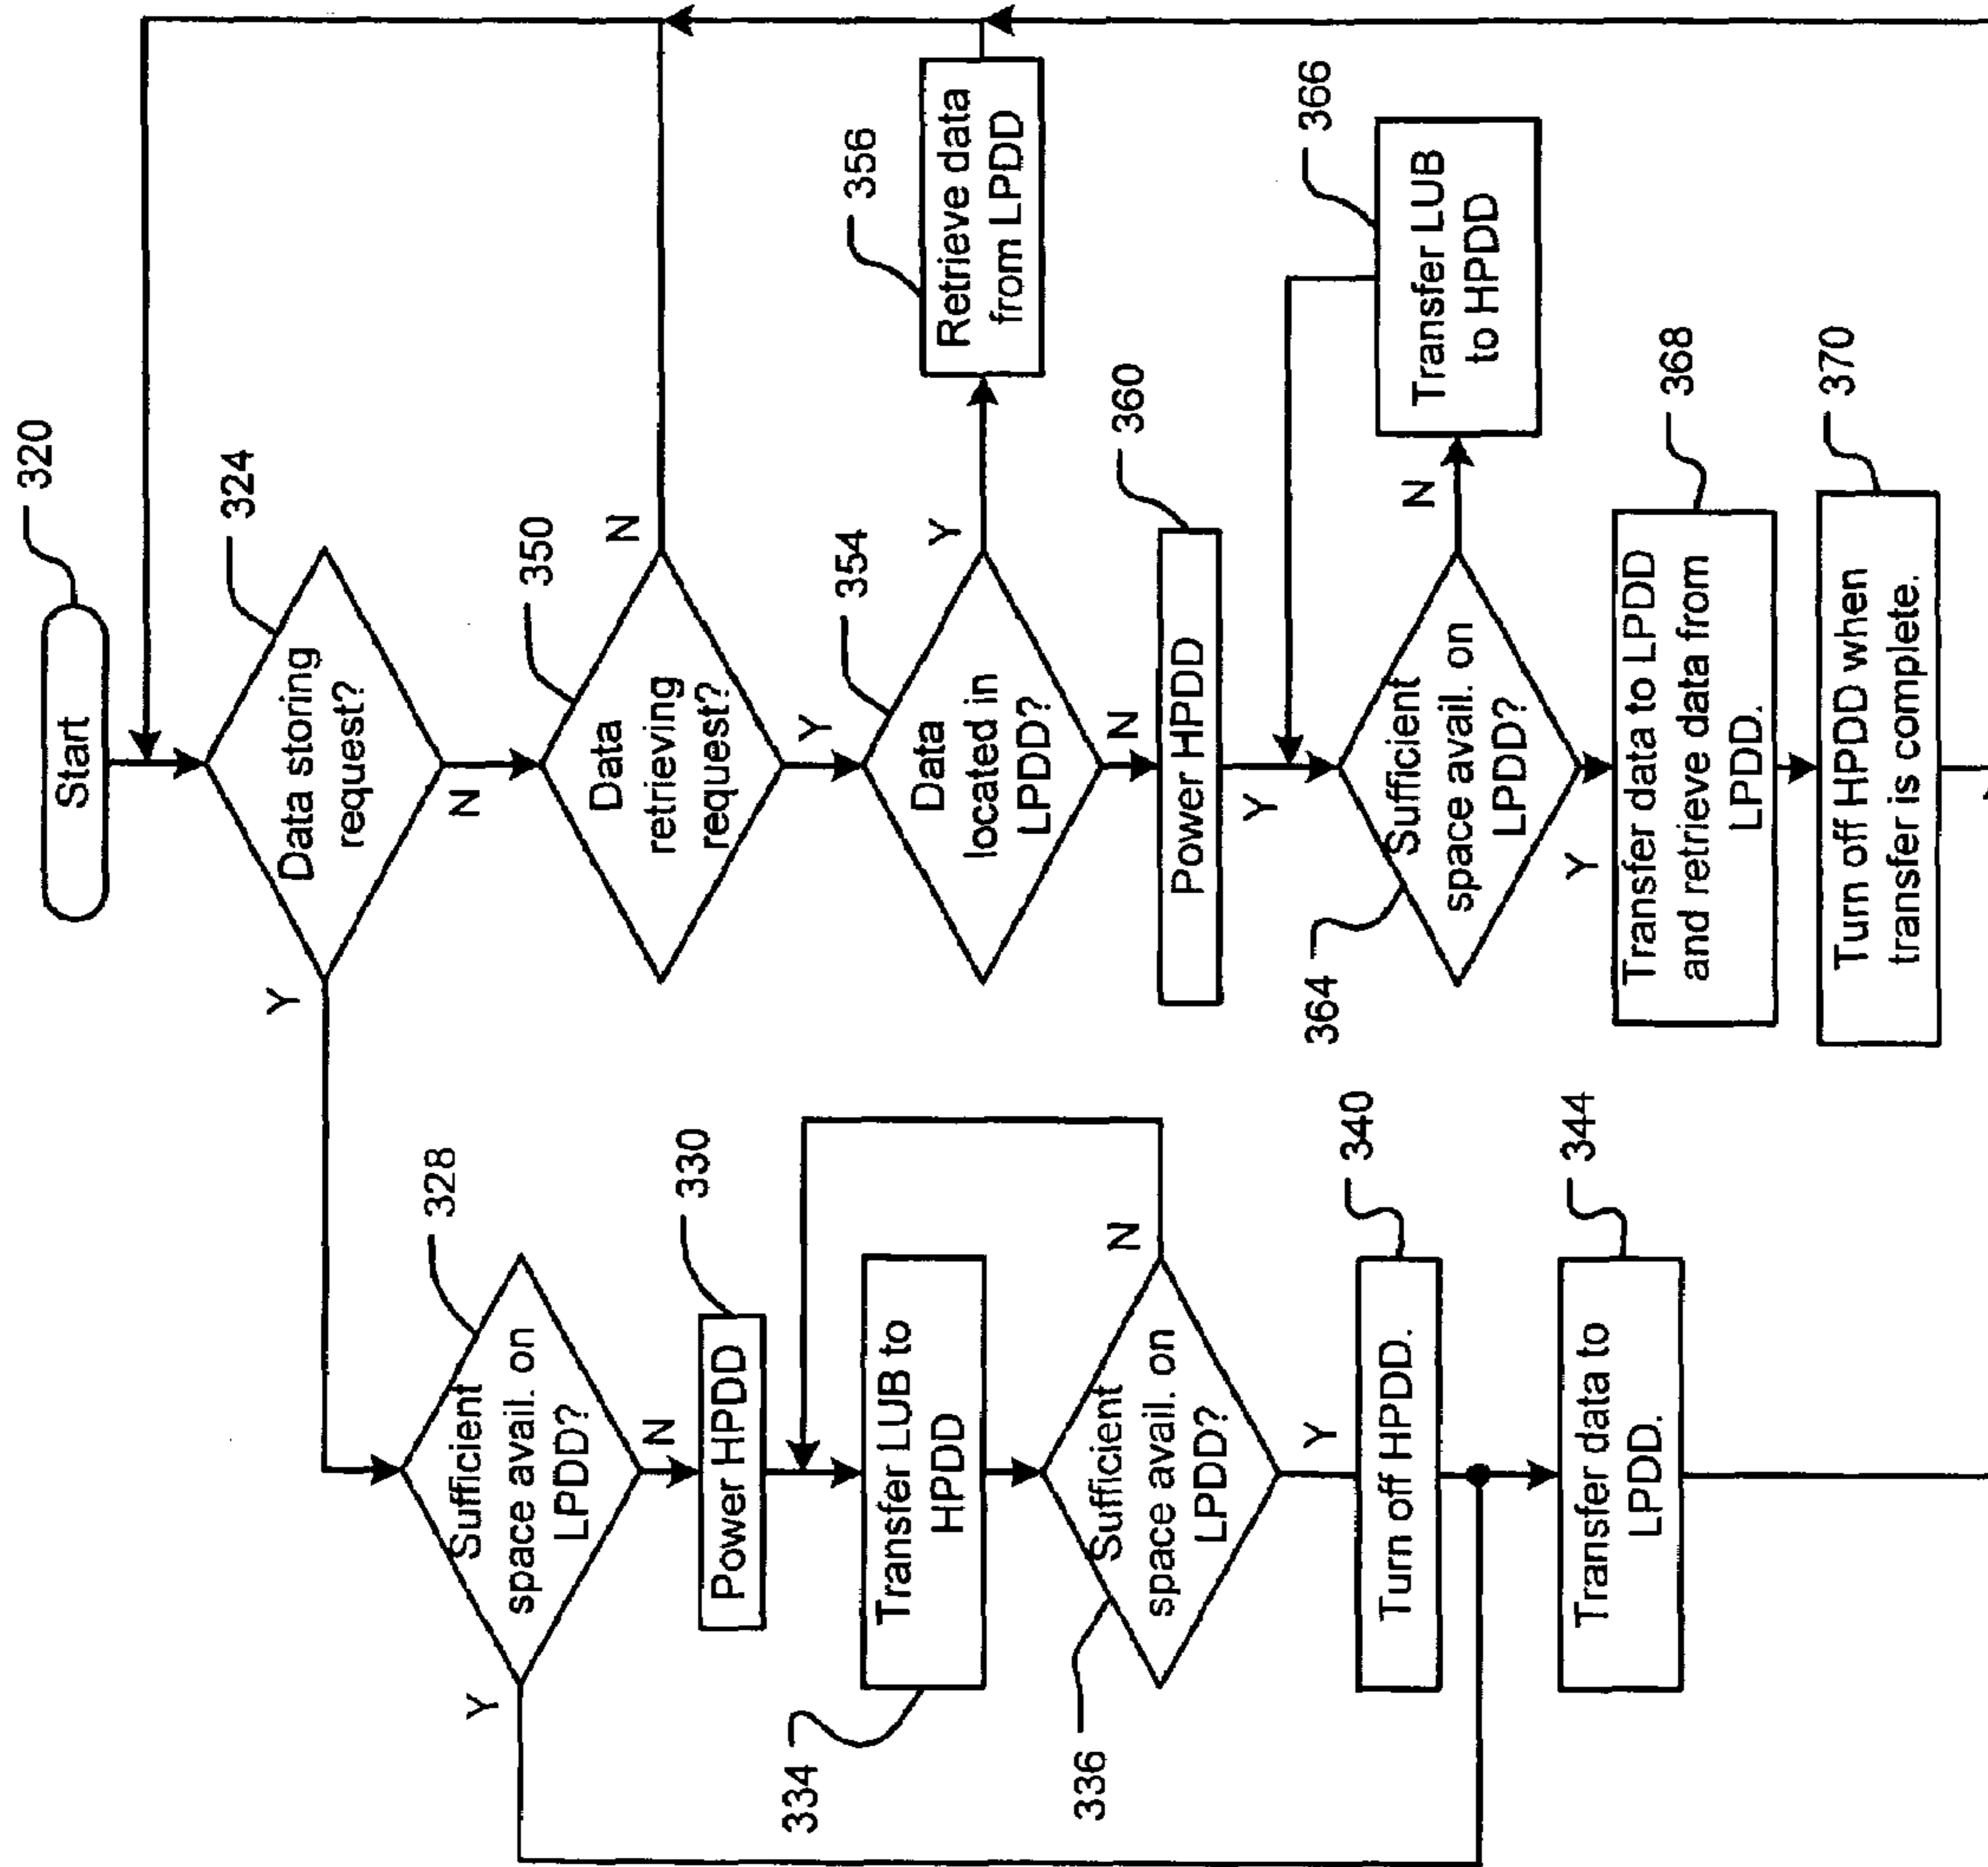 Start
320
Data storing
request?
324
Y
N
Sufficient
space avail. on
LPDD?
328
Y
N
Power HPDD
330
Transfer LUB to
HPDD
334
Sufficient
space avail. on
LPDD?
336
N
Y
Turn off HPDD.
340
Transfer data to
LPDD.
344
Data
retrieving
request?
350
N
Y
Data
located in
LPDD?
354
Y
N
Retrieve data
from LPDD
356
Power HPDD
360
Y
Sufficient
space avail. on
LPDD?
364
N
Y
Transfer LUB
to HPDD
366
Transfer data to LPDD
and retrieve data from
LPDD.
368
Turn off HPDD when
transfer is complete.
370